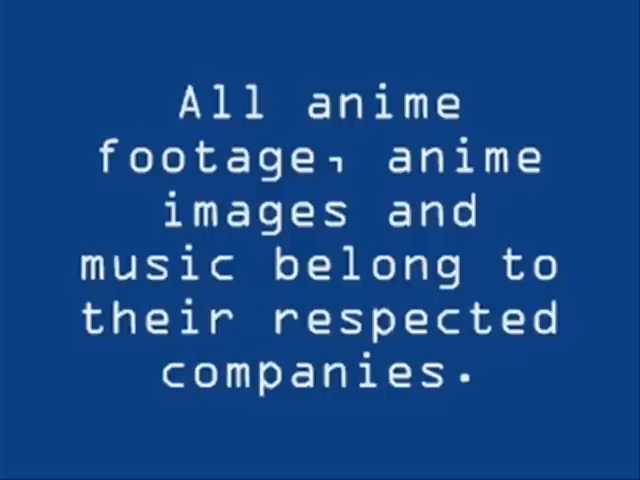 All anime
footage, anime
images and
music belong to
their respected
companies.